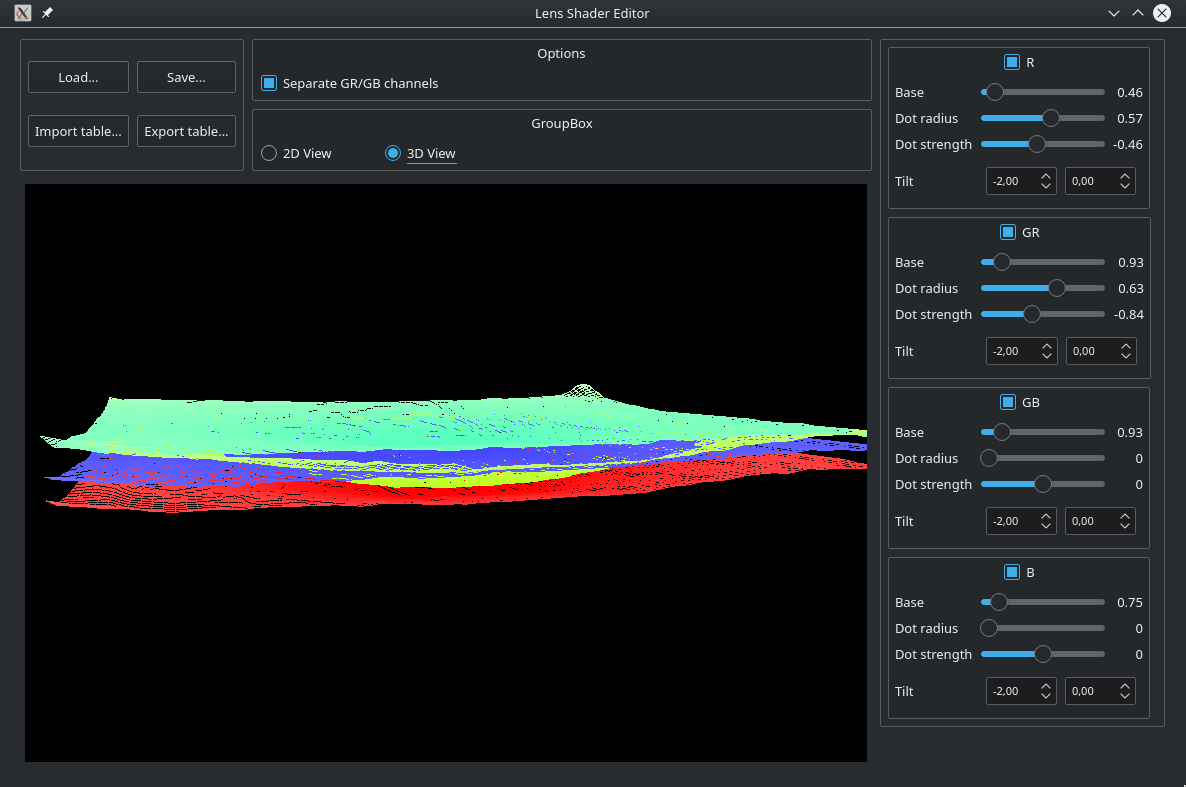 Lens Shader Editor
Load...
Save...
Import table...
Export table...
Options
Separate GR/GB channels
GroupBox
2D View
3D View
R
Base 0.46
Dot radius 0.57
Dot strength -0.46
Tilt -2,00 0,00
GR
Base 0.93
Dot radius 0.63
Dot strength -0.84
Tilt -2,00 0,00
GB
Base 0.93
Dot radius 0
Dot strength 0
Tilt -2,00 0,00
B
Base 0.75
Dot radius 0
Dot strength 0
Tilt -2,00 0,00